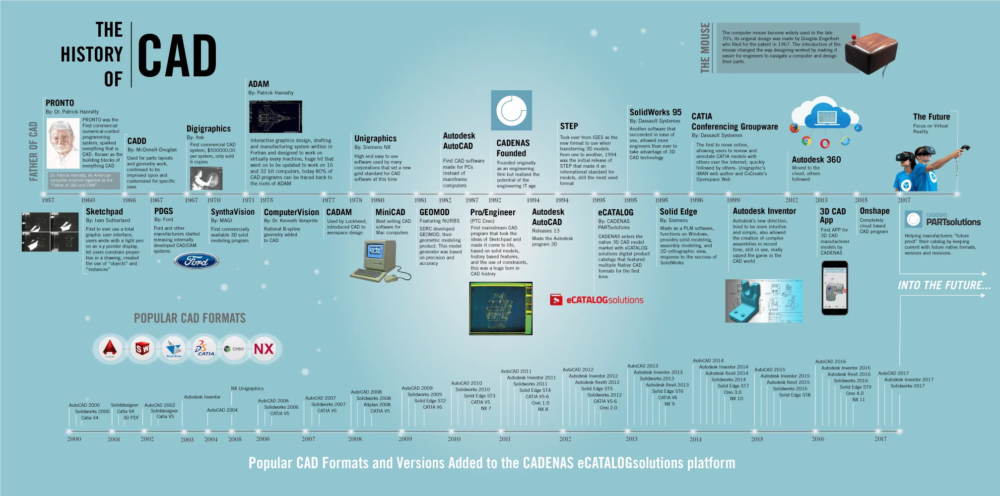 THE
HISTORY
OF
CAD
THE MOUSE
The computer mouse become widely used in the late
70's, its original design was made by Douglas Engelbert
who filed for the patent in 1967. The introduction of the
mouse changed the way designing worked by making it
easier for engineers to navigate a computer and design
their parts.
FATHER OF CAD
PRONTO
By: Dr. Patrick Hanratty
PRONTO was the
First commercial
numerical-control
programming
system, sparked
everything that is
CAD. Known as the
building blocks of
everything CAD
Dr. Patrick Hanratty, An American
computer scientist regarded as the
"Father of CAD and CAM"
CADD
By: McDonell-Douglas
Used for parts layouts
and geometry work,
continued to be
improved upon and
customized for specific
uses
Digigraphics
By: Itek
First commercial CAD
system, $500000.00
per system, only sold
6 copies
ADAM
By: Patrick Hanratty
Interactive graphics design, drafting
and manufacturing system written in
Fortran and designed to work on
virtually every machine, huge hit that
went on to be updated to work on 16
and 32 bit computers, today 80% of
CAD programs can be traced back to
the roots of ADAM
Unigraphics
By: Siemens NX
High end easy to use
software used by many
corporations that set a new
gold standard for CAD
software at this time
Autodesk
AutoCAD
First CAD software
made for PCs
instead of
mainframe
computers
CADENAS
Founded
Founded originally
as an engineering
firm but realized the
potential of the
engineering IT age
STEP
Took over from IGES as the
new format to use when
transferring 3D models
from one to another, 1994
was the initial release of
STEP that made it an
international standard for
models, still the most used
format
SolidWorks 95
By: Dassault Systemes
Another software that
succeeded in ease of
use, allowed more
engineers than ever to
take advantage of 3D
CAD technology
CATIA
Conferencing Groupware
By: Dassault Systemes
The first to move online,
allowing users to review and
annotate CATIA models with
others over the internet, quickly
followed by others- Unigraphic's
iMAN web author and CoCreate's
Openspace Web
Autodesk 360
Moved to the
cloud, others
followed
The Future
Focus on Virtual
Reality
1957 1960 1966 1967 1967 1970 1971 1975 1977 1978 1980 1981 1982 1987 1992 1994 1994 1995 1995 1995 1996 1999 2012 2013 2015 2017
Sketchpad
By: Ivan Sutherland
First to ever use a total
graphic user interface,
users wrote with a light pen
on an x-y pointer display,
let users constrain proper-
ties in a drawing, created
the use of "objects" and
"instances"
PDGS
By: Ford
Ford and other
manufacturers started
releasing internally
developed CAD/CAM
systems
Ford
SynthaVision
By: MAGI
First commercially
available 3D solid
modeling program
ComputerVision
By: Dr. Kenneth Versprille
Rational B-spline
geometry added
to CAD
CADAM
Used by Lockheed,
introduced CAD to
aerospace design
MiniCAD
Best selling CAD
software for
Mac computers
GEOMOD
Featuring NURBS
SDRC developed
GEOMOD, their
geometric modeling
product. This model
generator was based
on precision and
accuracy
Pro/Engineer
(PTC Creo)
First mainstream CAD
program that took the
ideas of Sketchpad and
made it come to life,
based on solid models,
history based features,
and the use of constraints,
this was a huge turn in
CAD history
Autodesk
AutoCAD
Releases 13
Made the Autodesk
program 3D
eCATALOG
By: CADENAS
PARTsolutions
CADENAS enters the
native 3D CAD model
market with eCATALOG
solutions digital product
catalogs that featured
multiple Native CAD
formats for the first
time
eCATALOGsolutions
Solid Edge
By: Siemens
Made as a PLM software,
functions on Windows,
provides solid modeling,
assembly modeling, and
2D orthographic view,
response to the success of
SolidWorks
Autodesk Inventor
Autodesk's new direction,
tried to be more intuitive
and simple, also allowed
the creation of complex
assemblies in record
time, still in use, really
upped the game in the
CAD world
3D CAD
App
First APP for
3D CAD
manufacturer
models by
CADENAS
Onshape
Completely
cloud based
CAD program
CADENAS
PARTsolutions
Helping manufacturers "future
proof" their catalog by keeping
current with future native formats,
versions and revisions.
INTO THE FUTURE...
POPULAR CAD FORMATS
AUTOCAD
SW
SOLID EDGE
CATIA
creo
NX
AutoCAD 2000
Solidworks 2000
Catia V4
Soliddesigner
Catia V4
3D PDF
AutoCAD 2002
Soliddesigner
Catia V5
Autodesk Inventor
AutoCAD 2004
NX Unigraphics
AutoCAD 2006
Solidworks 2006
CATIA V5
AutoCAD 2007
Solidworks 2007
CATIA V5
AutoCAD 2008
Solidworks 2008
Allplan 2008
CATIA V5
AutoCAD 2009
Solidworks 2009
Solid Edge ST2
CATIA V6
AutoCAD 2010
Solidworks 2010
Solid Edge ST3
CATIA V5
NX 7
AutoCAD 2011
Autodesk Inventor 2011
Solidworks 2011
Solid Edge ST4
CATIA V5-6
Creo 1.0
NX 8
AutoCAD 2012
Autodesk Inventor 2012
Autodesk Revitt 2012
Solid Edge ST5
Solidworks 2012
CATIA V5-6
Creo 2.0
AutoCAD 2013
Autodesk Inventor 2013
Solidworks 2013
Autodesk Revit 2013
Solid Edge ST6
CATIA V6
NX 9
AutoCAD 2014
Autodesk Inventor 2014
Autodesk Revit 2014
Solidworks 2014
Solid Edge ST7
Creo 3.0
NX 10
AutoCAD 2015
Autodesk Inventor 2015
Autodesk Revit 2015
Solidworks 2015
Solid Edge ST8
AutoCAD 2016
Autodesk Inventor 2016
Autodesk Revit 2016
Solidworks 2016
Solid Edge ST9
Creo 4.0
NX 11
AutoCAD 2017
Autodesk Inventor 2017
Solidworks 2017
2000 2001 2002 2003 2004 2005 2006 2007 2008 2009 2010 2011 2012 2013 2014 2015 2016 2017
Popular CAD Formats and Versions Added to the CADENAS eCATALOGsolutions platform